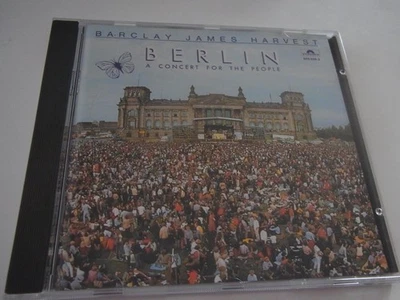 BARCLAY JAMES HARVEST
BERLIN
A CONCERT FOR THE PEOPLE